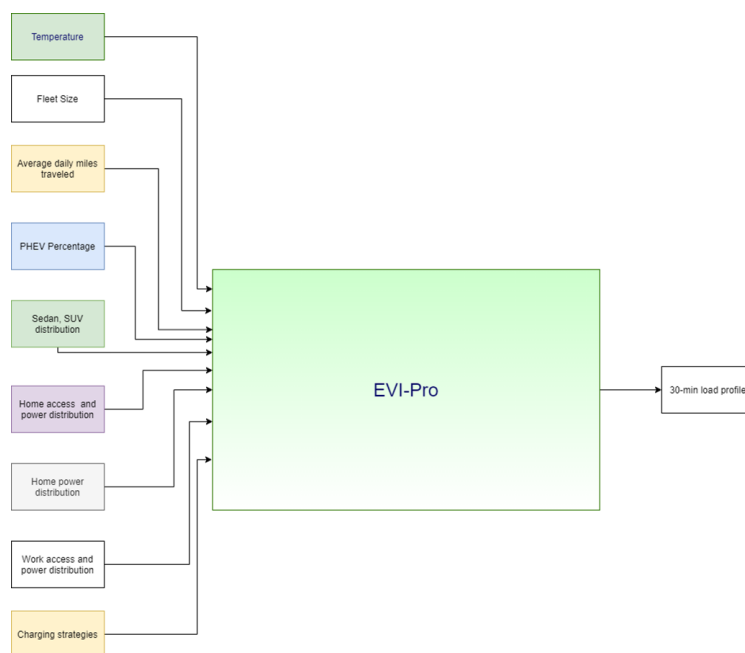 Temperature
Fleet Size
Average daily miles
traveled
PHEV Percentage
Sedan, SUV
distribution
Home access and
power distribution
Home power
distribution
Work access and
power distribution
Charging strategies
EVI-Pro
30-min load profile